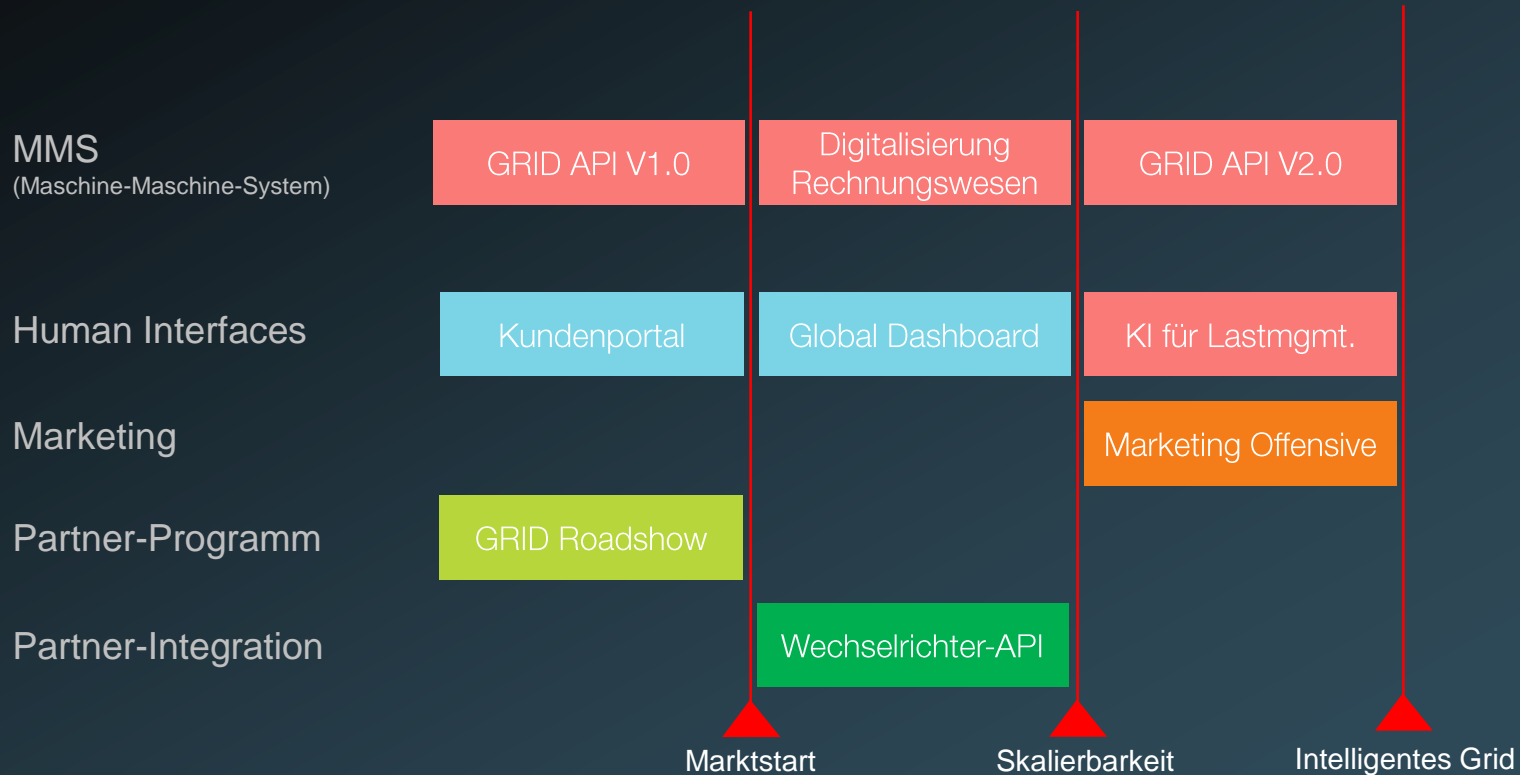 MMS
(Maschine-Maschine-System)
GRID API V1.0
Digitalisierung
Rechnungswesen
GRID API V2.0
Human Interfaces
Kundenportal
Global Dashboard
KI für Lastmgmt.
Marketing
Marketing Offensive
Partner-Programm
GRID Roadshow
Partner-Integration
Wechselrichter-API
Marktstart
Skalierbarkeit
Intelligentes Grid